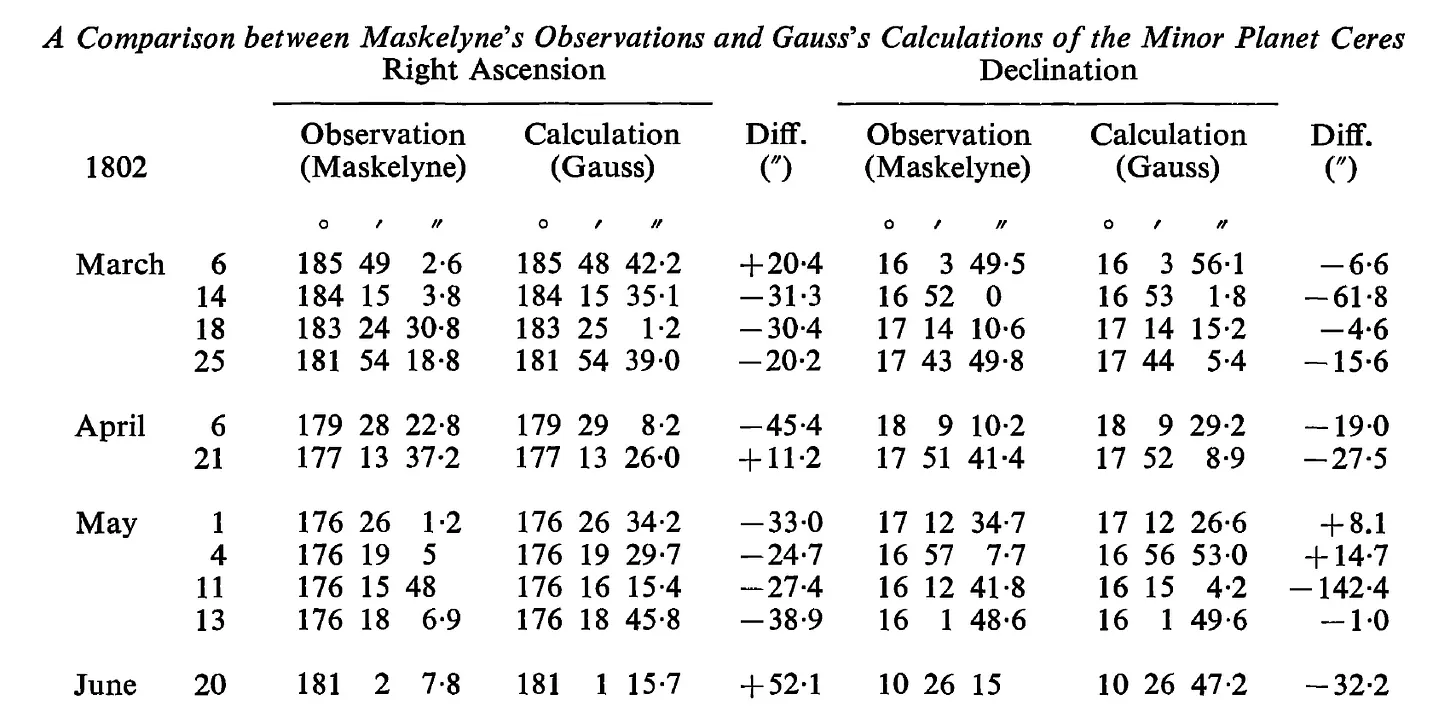 A Comparison between Maskelyne's Observations and Gauss's Calculations of the Minor Planet Ceres
Right Ascension Declination
Observation Calculation Diff. Observation Calculation Diff.
1802 (Maskelyne) (Gauss) (″) (Maskelyne) (Gauss) (″)
° ′ ″ ° ′ ″ ° ′ ″ ° ′ ″
March 6 185 49 2·6 185 48 42·2 +20·4 16 3 49·5 16 3 56·1 −6·6
14 184 15 3·8 184 15 35·1 −31·3 16 52 0 16 53 1·8 −61·8
18 183 24 30·8 183 25 1·2 −30·4 17 14 10·6 17 14 15·2 −4·6
25 181 54 18·8 181 54 39·0 −20·2 17 43 49·8 17 44 5·4 −15·6
April 6 179 28 22·8 179 29 8·2 −45·4 18 9 10·2 18 9 29·2 −19·0
21 177 13 37·2 177 13 26·0 +11·2 17 51 41·4 17 52 8·9 −27·5
May 1 176 26 1·2 176 26 34·2 −33·0 17 12 34·7 17 12 26·6 +8.1
4 176 19 5 176 19 29·7 −24·7 16 57 7·7 16 56 53·0 +14·7
11 176 15 48 176 16 15·4 −27·4 16 12 41·8 16 15 4·2 −142·4
13 176 18 6·9 176 18 45·8 −38·9 16 1 48·6 16 1 49·6 −1·0
June 20 181 2 7·8 181 1 15·7 +52·1 10 26 15 10 26 47·2 −32·2